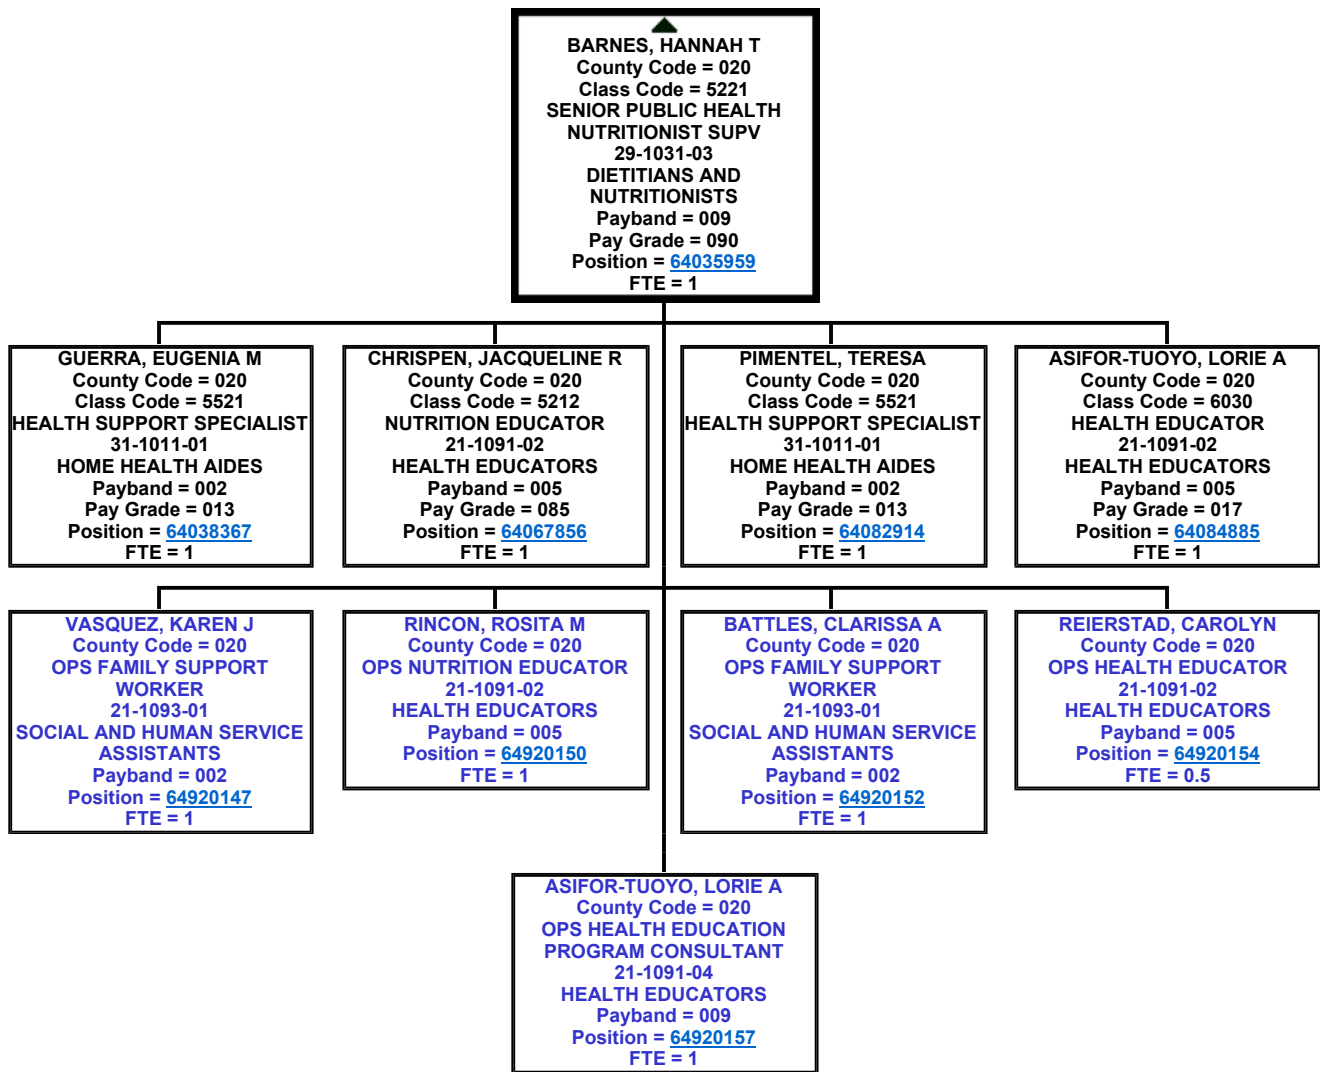 BARNES, HANNAH T
County Code = 020
Class Code = 5221
SENIOR PUBLIC HEALTH
NUTRITIONIST SUPV
29-1031-03
DIETITIANS AND
NUTRITIONISTS
Payband = 009
Pay Grade = 090
Position = 64035959
FTE = 1
GUERRA, EUGENIA M
County Code = 020
Class Code = 5521
HEALTH SUPPORT SPECIALIST
31-1011-01
HOME HEALTH AIDES
Payband = 002
Pay Grade = 013
Position = 64038367
FTE = 1
CHRISPEN, JACQUELINE R
County Code = 020
Class Code = 5212
NUTRITION EDUCATOR
21-1091-02
HEALTH EDUCATORS
Payband = 005
Pay Grade = 085
Position = 64067856
FTE = 1
PIMENTEL, TERESA
County Code = 020
Class Code = 5521
HEALTH SUPPORT SPECIALIST
31-1011-01
HOME HEALTH AIDES
Payband = 002
Pay Grade = 013
Position = 64082914
FTE = 1
ASIFOR-TUOYO, LORIE A
County Code = 020
Class Code = 6030
HEALTH EDUCATOR
21-1091-02
HEALTH EDUCATORS
Payband = 005
Pay Grade = 017
Position = 64084885
FTE = 1
VASQUEZ, KAREN J
County Code = 020
OPS FAMILY SUPPORT
WORKER
21-1093-01
SOCIAL AND HUMAN SERVICE
ASSISTANTS
Payband = 002
Position = 64920147
FTE = 1
RINCON, ROSITA M
County Code = 020
OPS NUTRITION EDUCATOR
21-1091-02
HEALTH EDUCATORS
Payband = 005
Position = 64920150
FTE = 1
BATTLES, CLARISSA A
County Code = 020
OPS FAMILY SUPPORT
WORKER
21-1093-01
SOCIAL AND HUMAN SERVICE
ASSISTANTS
Payband = 002
Position = 64920152
FTE = 1
REIERSTAD, CAROLYN
County Code = 020
OPS HEALTH EDUCATOR
21-1091-02
HEALTH EDUCATORS
Payband = 005
Position = 64920154
FTE = 0.5
ASIFOR-TUOYO, LORIE A
County Code = 020
OPS HEALTH EDUCATION
PROGRAM CONSULTANT
21-1091-04
HEALTH EDUCATORS
Payband = 009
Position = 64920157
FTE = 1